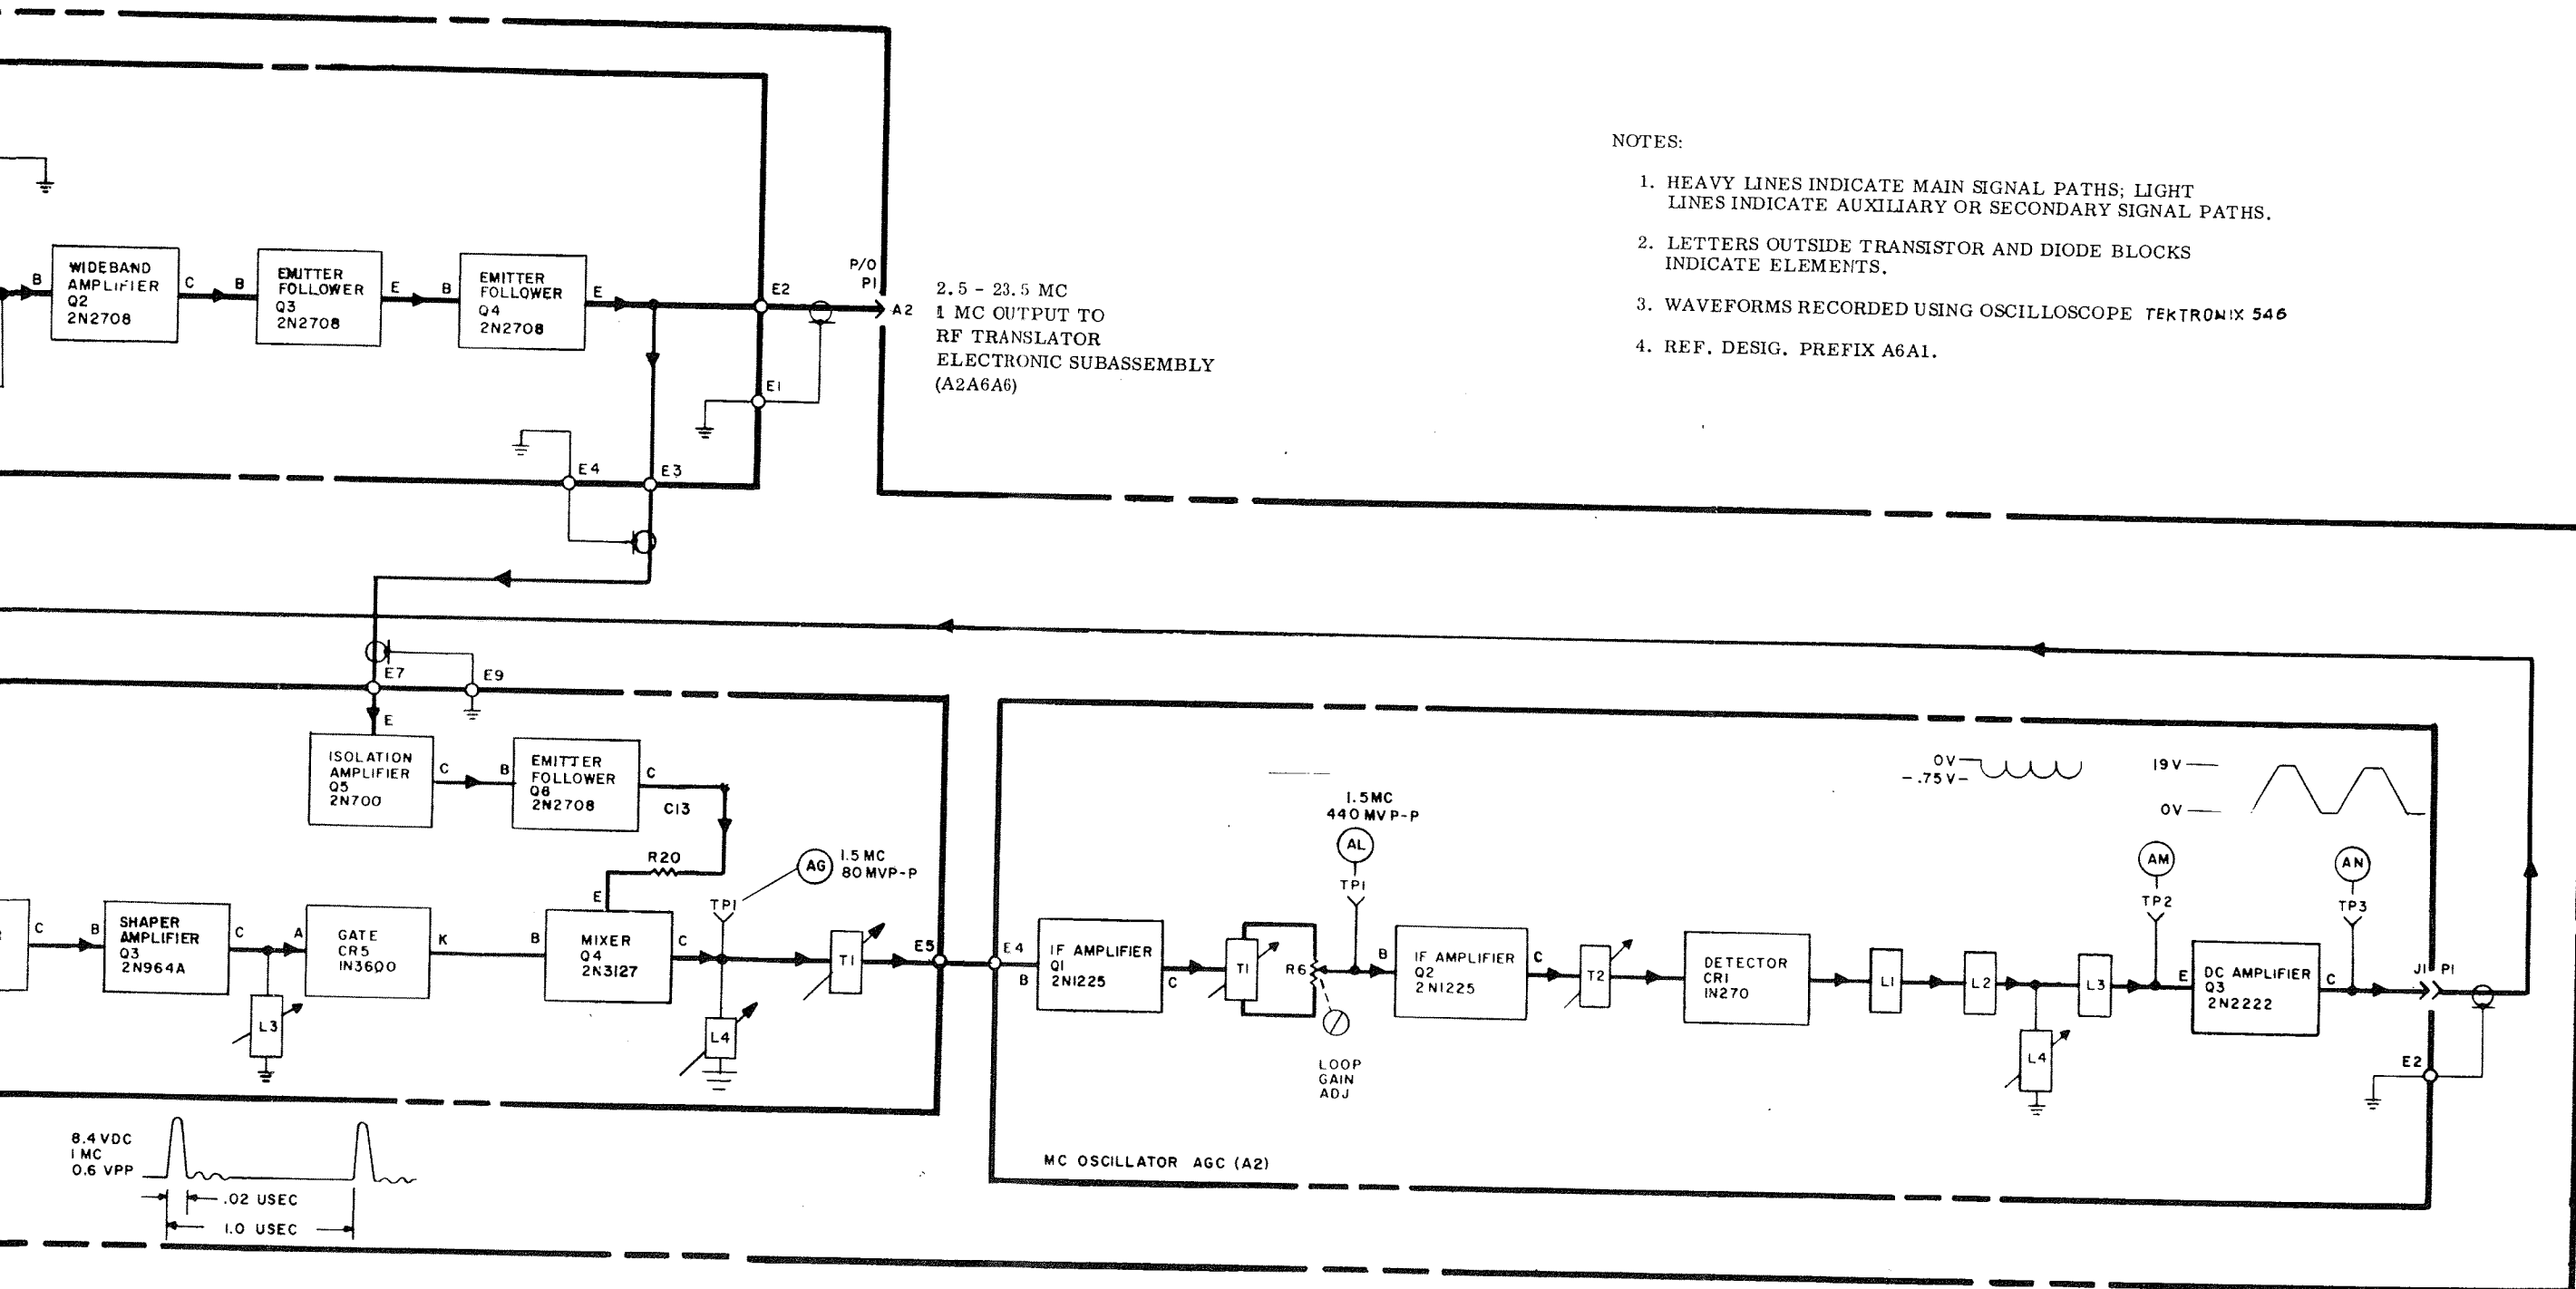 NOTES:
1. HEAVY LINES INDICATE MAIN SIGNAL PATHS; LIGHT
LINES INDICATE AUXILIARY OR SECONDARY SIGNAL PATHS.
2. LETTERS OUTSIDE TRANSISTOR AND DIODE BLOCKS
INDICATE ELEMENTS.
3. WAVEFORMS RECORDED USING OSCILLOSCOPE TEKTRONIX 546
4. REF. DESIG. PREFIX A6A1.
B
WIDEBAND
AMPLIFIER
Q2
2N2708
C
B
EMITTER
FOLLOWER
Q3
2N2708
E
B
EMITTER
FOLLOWER
Q4
2N2708
E
E2
P/O
P1
A2
2.5 - 23.5 MC
1 MC OUTPUT TO
RF TRANSLATOR
ELECTRONIC SUBASSEMBLY
(A2A6A6)
E1
E4
E3
E7
E9
E
ISOLATION
AMPLIFIER
Q5
2N700
C
B
EMITTER
FOLLOWER
Q6
2N2708
C
C13
R20
E
AG
1.5 MC
80 MVP-P
TP1
C
B
SHAPER
AMPLIFIER
Q3
2N964A
C
A
GATE
CR5
IN3600
K
B
MIXER
Q4
2N3127
C
T1
E5
L3
L4
8.4 VDC
1 MC
0.6 VPP
.02 USEC
1.0 USEC
E4
B
IF AMPLIFIER
Q1
2N1225
C
T1
R6
LOOP
GAIN
ADJ
1.5MC
440 MV P-P
AL
TP1
B
IF AMPLIFIER
Q2
2N1225
C
T2
DETECTOR
CR1
IN270
L1
L2
L3
L4
0V
-.75V
AM
TP2
E
DC AMPLIFIER
Q3
2N2222
C
19V
0V
AN
TP3
J1
P1
E2
MC OSCILLATOR AGC (A2)